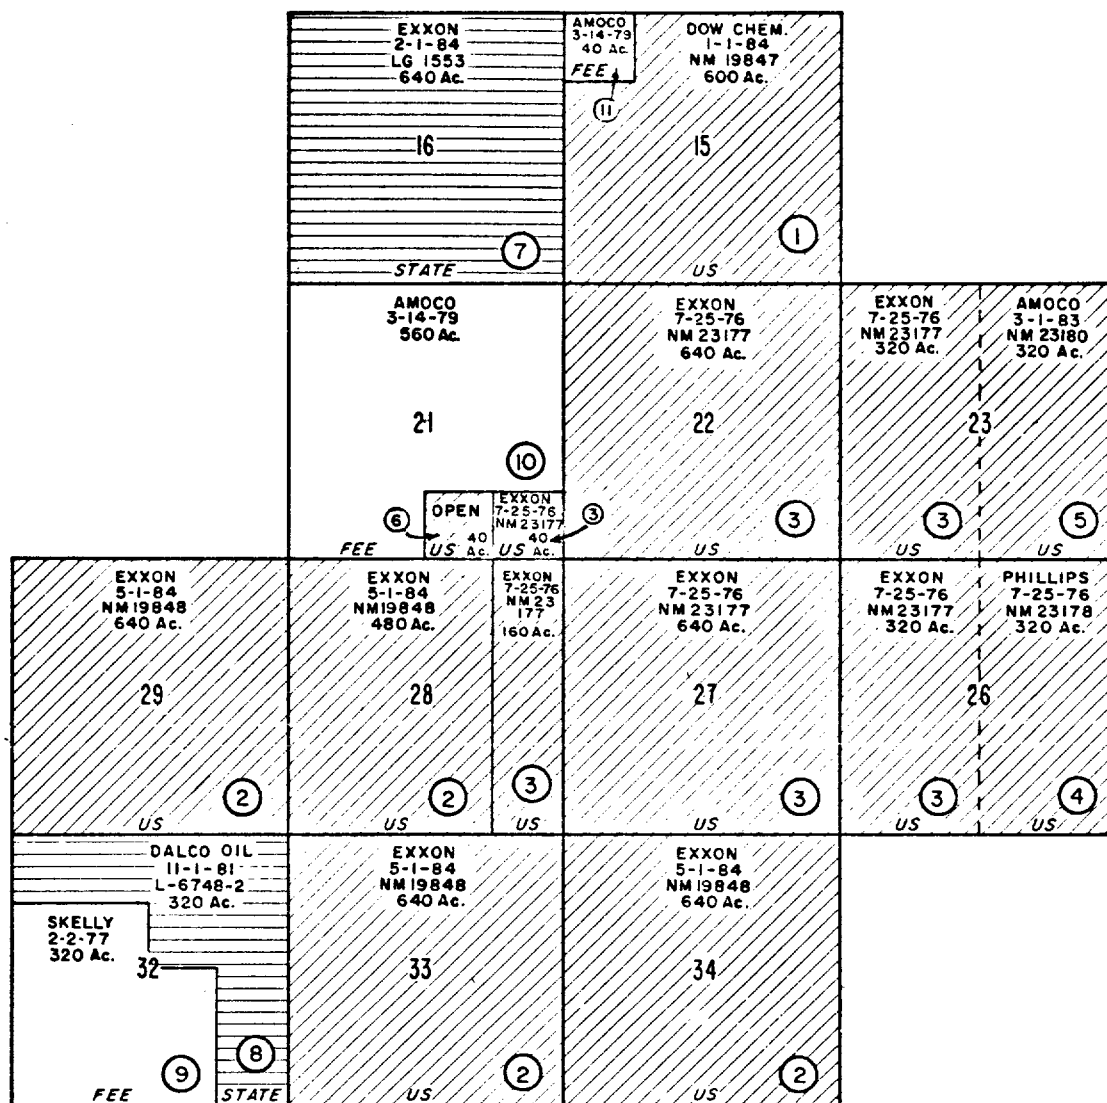 EXXON
2-1-84
LG 1553
640 Ac.
16
7
STATE
AMOCO
3-14-79
40 Ac.
FEE
11
DOW CHEM.
1-1-84
NM 19847
600 Ac.
15
1
US
AMOCO
3-14-79
560 Ac.
21
10
FEE
OPEN
6
40
Ac.
US
EXXON
7-25-76
NM 23177
3
40
Ac.
US
EXXON
7-25-76
NM 23177
640 Ac.
22
3
US
EXXON
7-25-76
NM 23177
320 Ac.
3
US
23
AMOCO
3-1-83
NM 23180
320 Ac.
5
US
EXXON
5-1-84
NM 19848
640 Ac.
29
2
US
EXXON
5-1-84
NM 19848
480 Ac.
28
2
US
EXXON
7-25-76
NM 23
177
160 Ac.
3
US
EXXON
7-25-76
NM 23177
640 Ac.
27
3
US
EXXON
7-25-76
NM 23177
320 Ac.
3
US
26
PHILLIPS
7-25-76
NM 23178
320 Ac.
4
US
DALCO OIL
11-1-81
L-6748-2
320 Ac.
SKELLY
2-2-77
320 Ac.
32
9
FEE
8
STATE
EXXON
5-1-84
NM 19848
640 Ac.
33
2
US
EXXON
5-1-84
NM 19848
640 Ac.
34
2
US